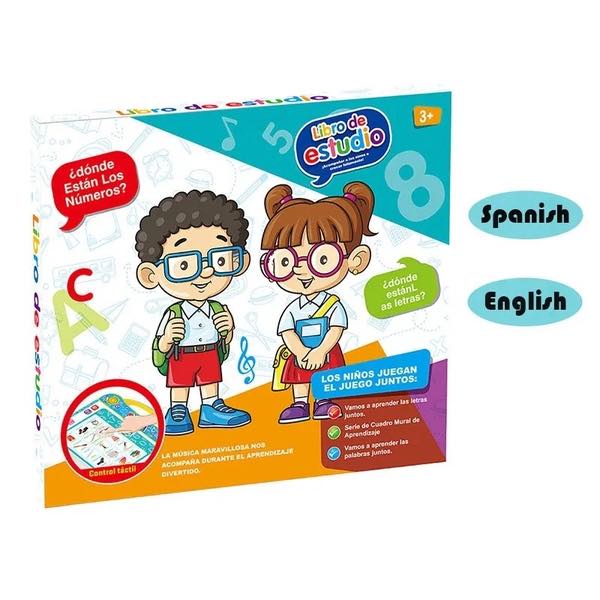 Libro de estudio
3+
Libro de
estudio
¡Acompañar a los niños a
crecer felizmente!
5
8
¿dónde
Están Los
Números?
Libro de estudio
C
A
¿dónde
estánL
as letras?
Spanish
English
LOS NIÑOS JUEGAN
EL JUEGO JUNTOS:
Vamos a aprender las letras
juntos.
Serie de Cuadro Mural de
Aprendizaje
Vamos a aprender las
palabras juntos.
Control táctil
LA MÚSICA MARAVILLOSA NOS
ACOMPAÑA DURANTE EL APRENDIZAJE
DIVERTIDO.